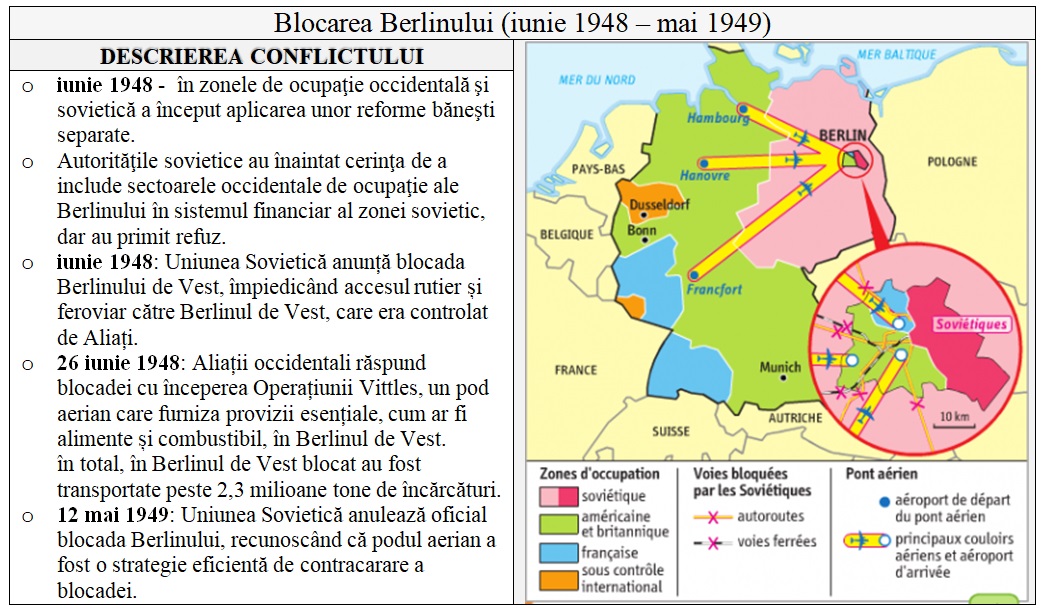 Blocarea Berlinului (iunie 1948 – mai 1949)
DESCRIEREA CONFLICTULUI
o iunie 1948 - în zonele de ocupaţie occidentală şi
sovietică a început aplicarea unor reforme băneşti
separate.
o Autorităţile sovietice au înaintat cerinţa de a
include sectoarele occidentale de ocupaţie ale
Berlinului în sistemul financiar al zonei sovietic,
dar au primit refuz.
o iunie 1948: Uniunea Sovietică anunță blocada
Berlinului de Vest, împiedicând accesul rutier și
feroviar către Berlinul de Vest, care era controlat
de Aliați.
o 26 iunie 1948: Aliații occidentali răspund
blocadei cu începerea Operațiunii Vittles, un pod
aerian care furniza provizii esențiale, cum ar fi
alimente și combustibil, în Berlinul de Vest.
în total, în Berlinul de Vest blocat au fost
transportate peste 2,3 milioane tone de încărcături.
o 12 mai 1949: Uniunea Sovietică anulează oficial
blocada Berlinului, recunoscând că podul aerian a
fost o strategie eficientă de contracarare a
blocadei.
MER DU NORD
MER BALTIQUE
Hambourg
BERLIN
POLOGNE
PAYS-BAS
Hanovre
Dusseldorf
Bonn
BELGIQUE
Francfort
Soviétiques
FRANCE
Munich
10 km
AUTRICHE
SUISSE
Zones d'occupation
soviétique
américaine
et britannique
française
sous contrôle
international
Voies bloquées
par les Soviétiques
autoroutes
voies ferrées
Pont aérien
aéroport de départ
du pont aérien
principaux couloirs
aériens et aéroport
d'arrivée